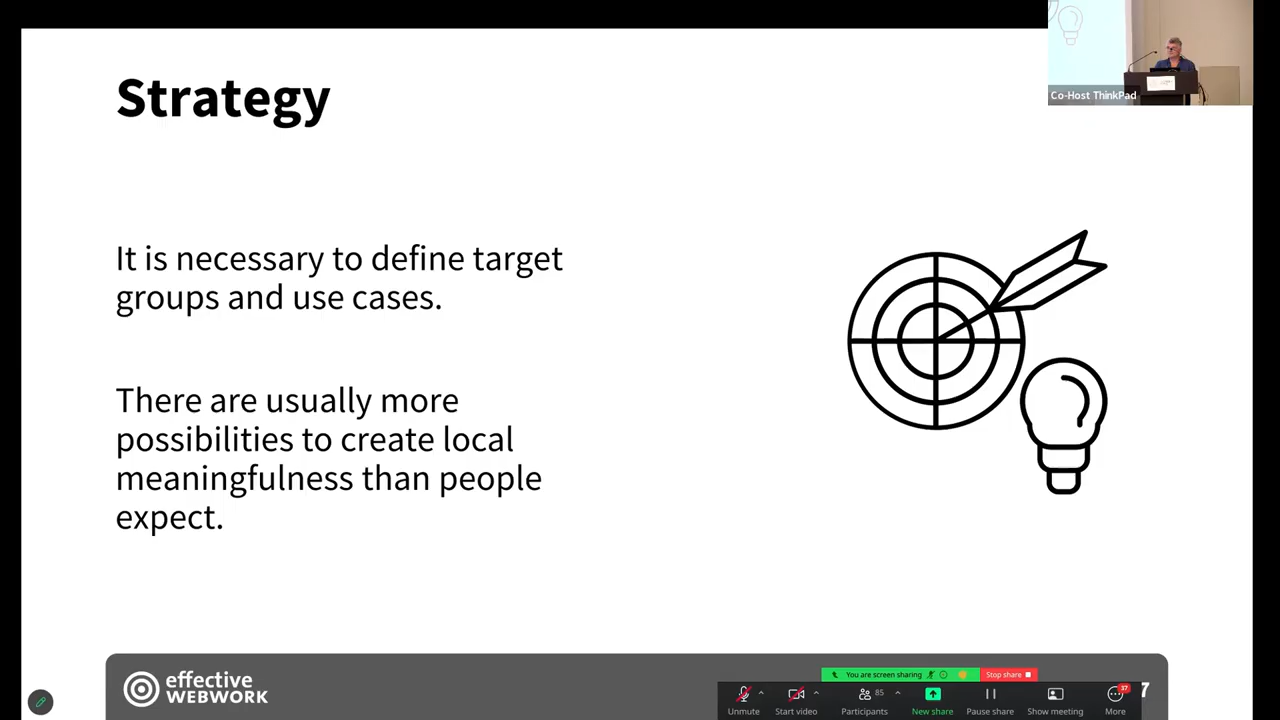 Strategy
Co-Host ThinkPad
It is necessary to define target
groups and use cases.
There are usually more
possibilities to create local
meaningfulness than people
expect.
effective
WEBWORK
You are screen sharing
Stop share
Unmute
Start video
85
Participants
New share
Pause share
Show meeting
37
More
7